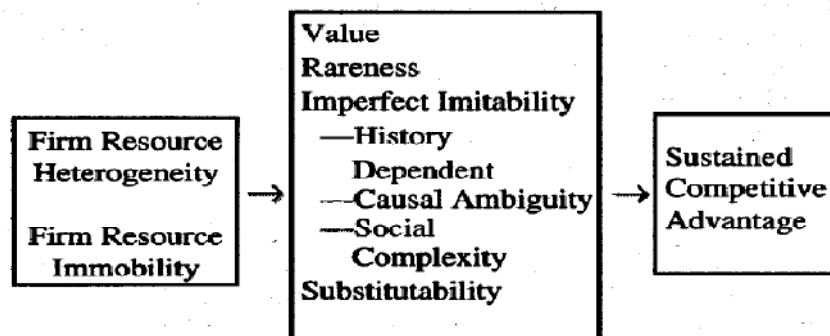 Firm Resource
Heterogeneity
Firm Resource
Immobility
Value
Rareness
Imperfect Imitability
—History
Dependent
—Causal Ambiguity
—Social
Complexity
Substitutability
Sustained
Competitive
Advantage